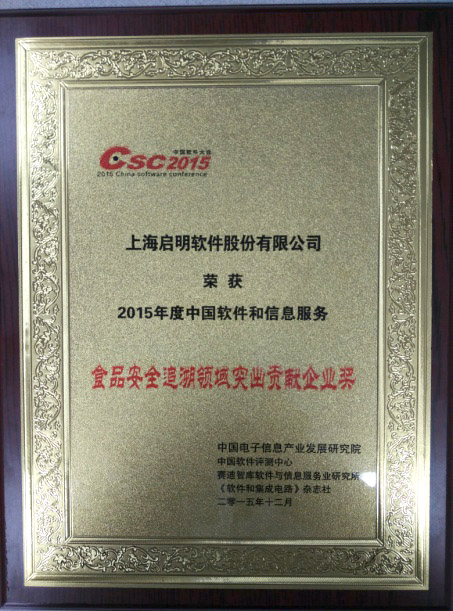 中国软件大会
CSC2015
2015 China software conference
上海启明软件股份有限公司
荣获
2015年度中国软件和信息服务
食品安全追溯领域突出贡献企业奖
中国电子信息产业发展研究院
中国软件评测中心
赛迪智库软件与信息服务业研究所
《软件和集成电路》杂志社
二零一五年十二月